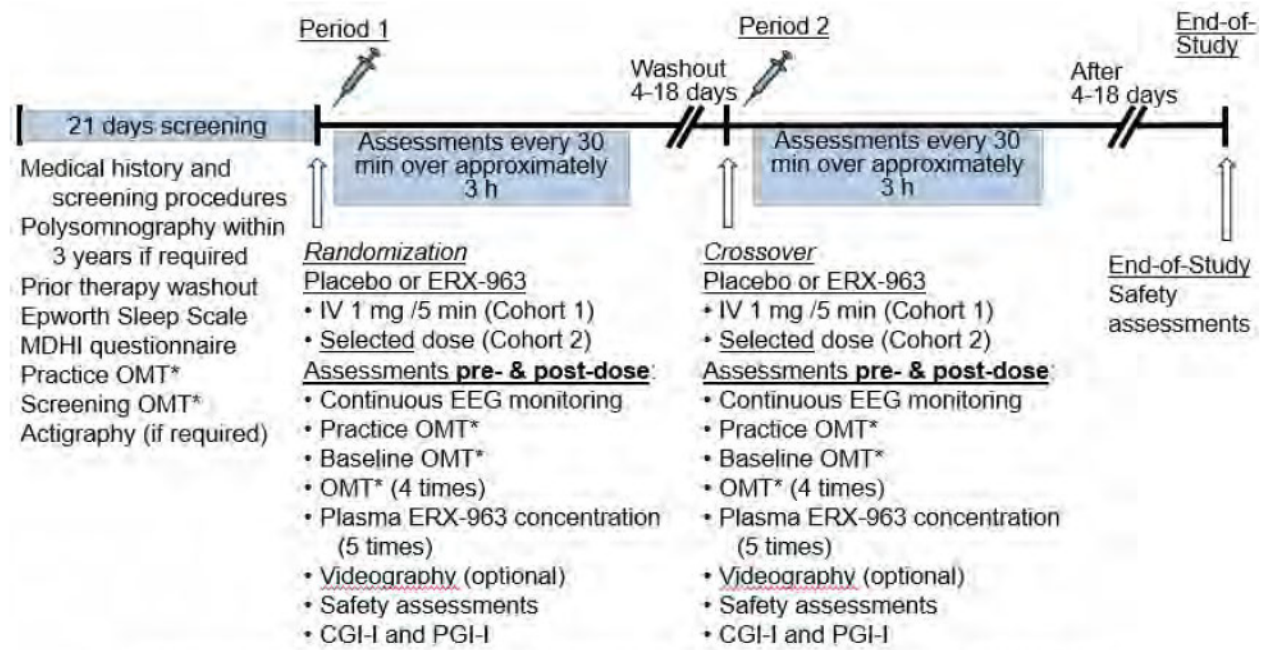 Period 1
Period 2
End-of-
Study
Washout
4-18 days
After
4-18 days
21 days screening
Assessments every 30
min over approximately
3 h
Assessments every 30
min over approximately
3 h
Medical history and
screening procedures
Polysomnography within
3 years if required
Prior therapy washout
Epworth Sleep Scale
MDHI questionnaire
Practice OMT*
Screening OMT*
Actigraphy (if required)
Randomization
Placebo or ERX-963
• IV 1 mg /5 min (Cohort 1)
• Selected dose (Cohort 2)
Assessments pre- & post-dose:
• Continuous EEG monitoring
• Practice OMT*
• Baseline OMT*
• OMT* (4 times)
• Plasma ERX-963 concentration
(5 times)
• Videography (optional)
• Safety assessments
• CGI-I and PGI-I
Crossover
Placebo or ERX-963
• IV 1 mg /5 min (Cohort 1)
• Selected dose (Cohort 2)
Assessments pre- & post-dose:
• Continuous EEG monitoring
• Practice OMT*
• Baseline OMT*
• OMT* (4 times)
• Plasma ERX-963 concentration
(5 times)
• Videography (optional)
• Safety assessments
• CGI-I and PGI-I
End-of-Study
Safety
assessments